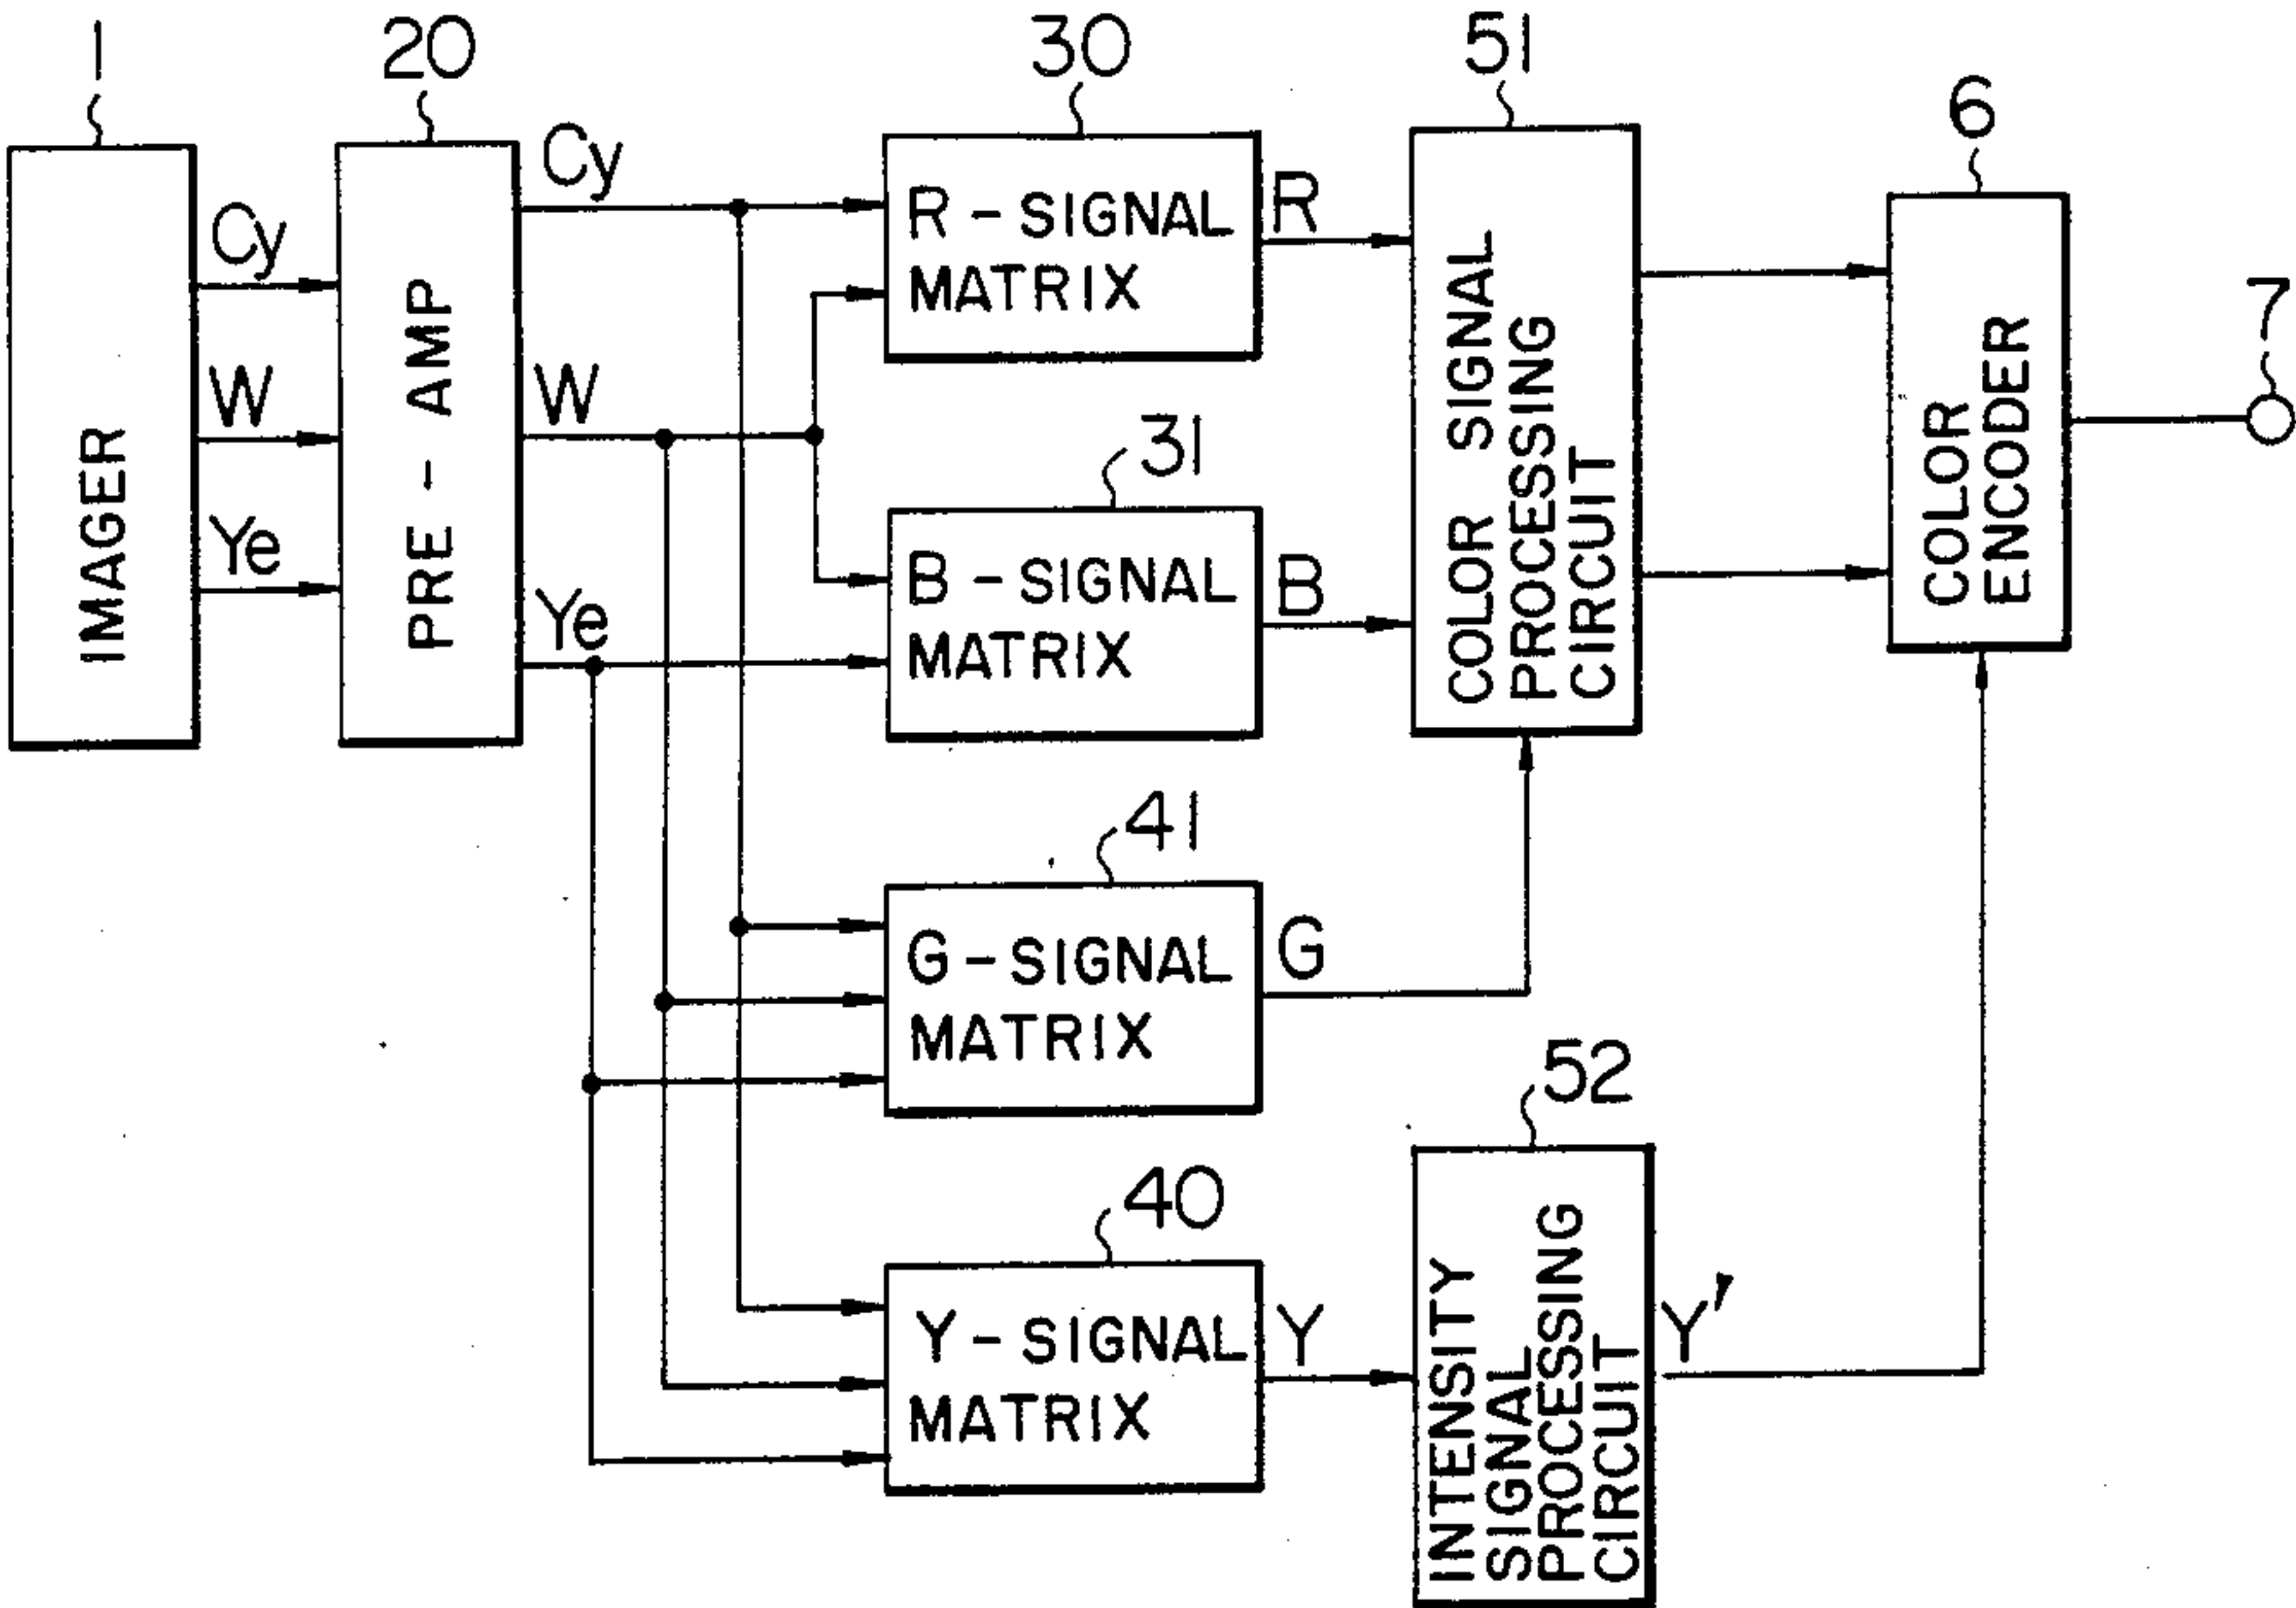 1
20
30
51
6
7
IMAGER
Cy
W
Ye
PRE-AMP
Cy
W
Ye
R-SIGNAL
MATRIX
R
31
B-SIGNAL
MATRIX
B
COLOR SIGNAL
PROCESSING
CIRCUIT
COLOR
ENCODER
41
G-SIGNAL
MATRIX
G
40
Y-SIGNAL
MATRIX
Y
52
INTENSITY
SIGNAL
PROCESSING
CIRCUIT
Y'